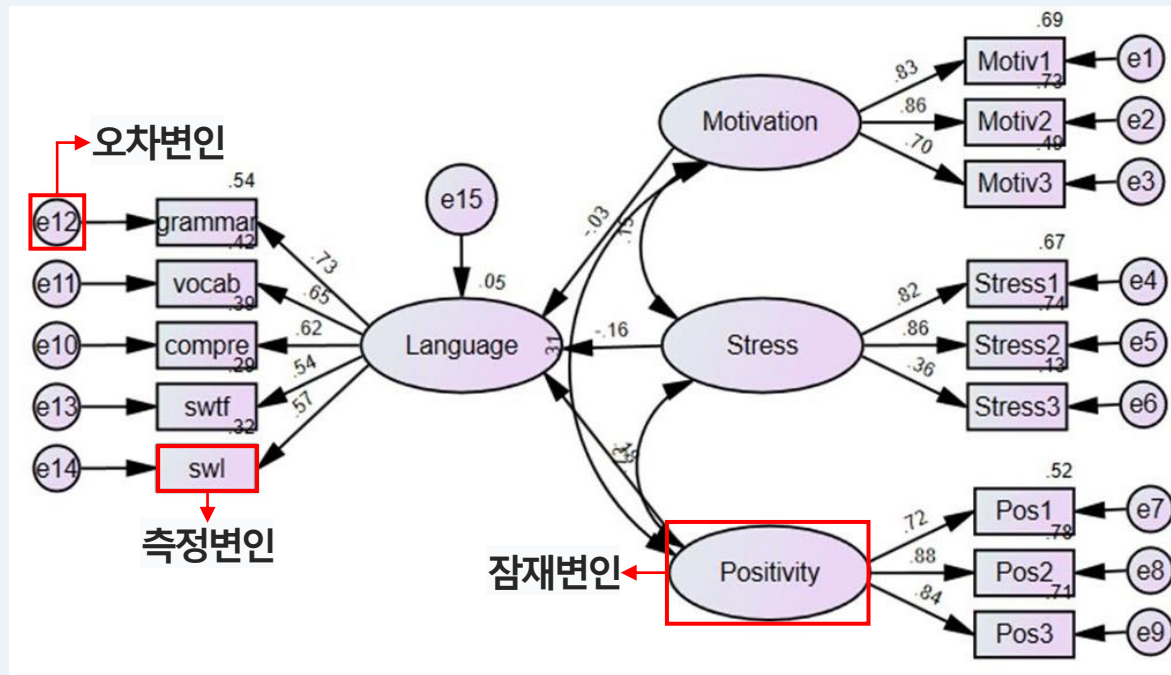 오차변인
.54
e12
grammar
.42
e11
vocab
.39
e10
compre
.29
e13
swtf
.32
e14
swl
측정변인
.73
.65
.62
.54
.57
e15
.05
Language
-.03
.15
-.16
.31
Motivation
Stress
잠재변인
Positivity
.69
.83
Motiv1
e1
.73
.86
Motiv2
e2
.49
.70
Motiv3
e3
.67
.82
Stress1
e4
.74
.86
Stress2
e5
.13
.36
Stress3
e6
.52
.72
Pos1
e7
.78
.88
Pos2
e8
.71
.84
Pos3
e9